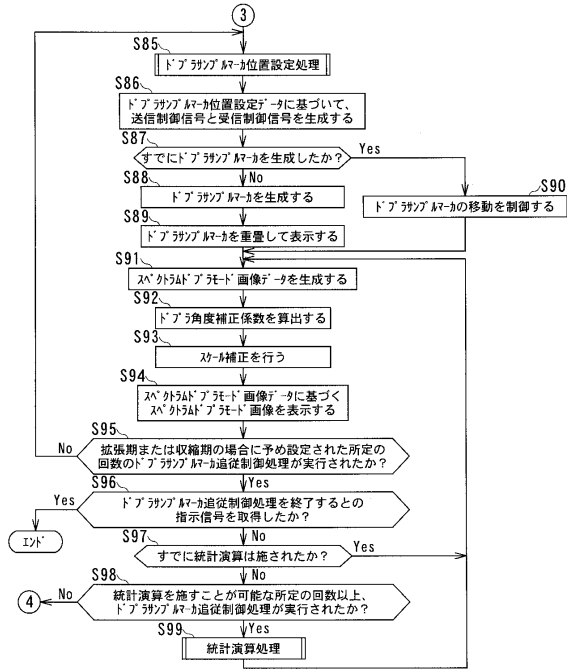 3
S85
ドプラサンプルマーカ位置設定処理
S86
ドプラサンプルマーカ位置設定データに基づいて、
送信制御信号と受信制御信号を生成する
S87
すでにドプラサンプルマーカを生成したか?
Yes
No
S88
ドプラサンプルマーカを生成する
S90
ドプラサンプルマーカの移動を制御する
S89
ドプラサンプルマーカを重畳して表示する
S91
スペクトラムドプラモード画像データを生成する
S92
ドプラ角度補正係数を算出する
S93
スケール補正を行う
S94
スペクトラムドプラモード画像データに基づく
スペクトラムドプラモード画像を表示する
S95
No
拡張期または収縮期の場合に予め設定された所定の
回数のドプラサンプルマーカ追従制御処理が実行されたか?
Yes
S96
Yes
ドプラサンプルマーカ追従制御処理を終了するとの
指示信号を取得したか?
エンド
No
S97
すでに統計演算は施されたか?
Yes
No
S98
4
No
統計演算を施すことが可能な所定の回数以上、
ドプラサンプルマーカ追従制御処理が実行されたか?
Yes
S99
統計演算処理